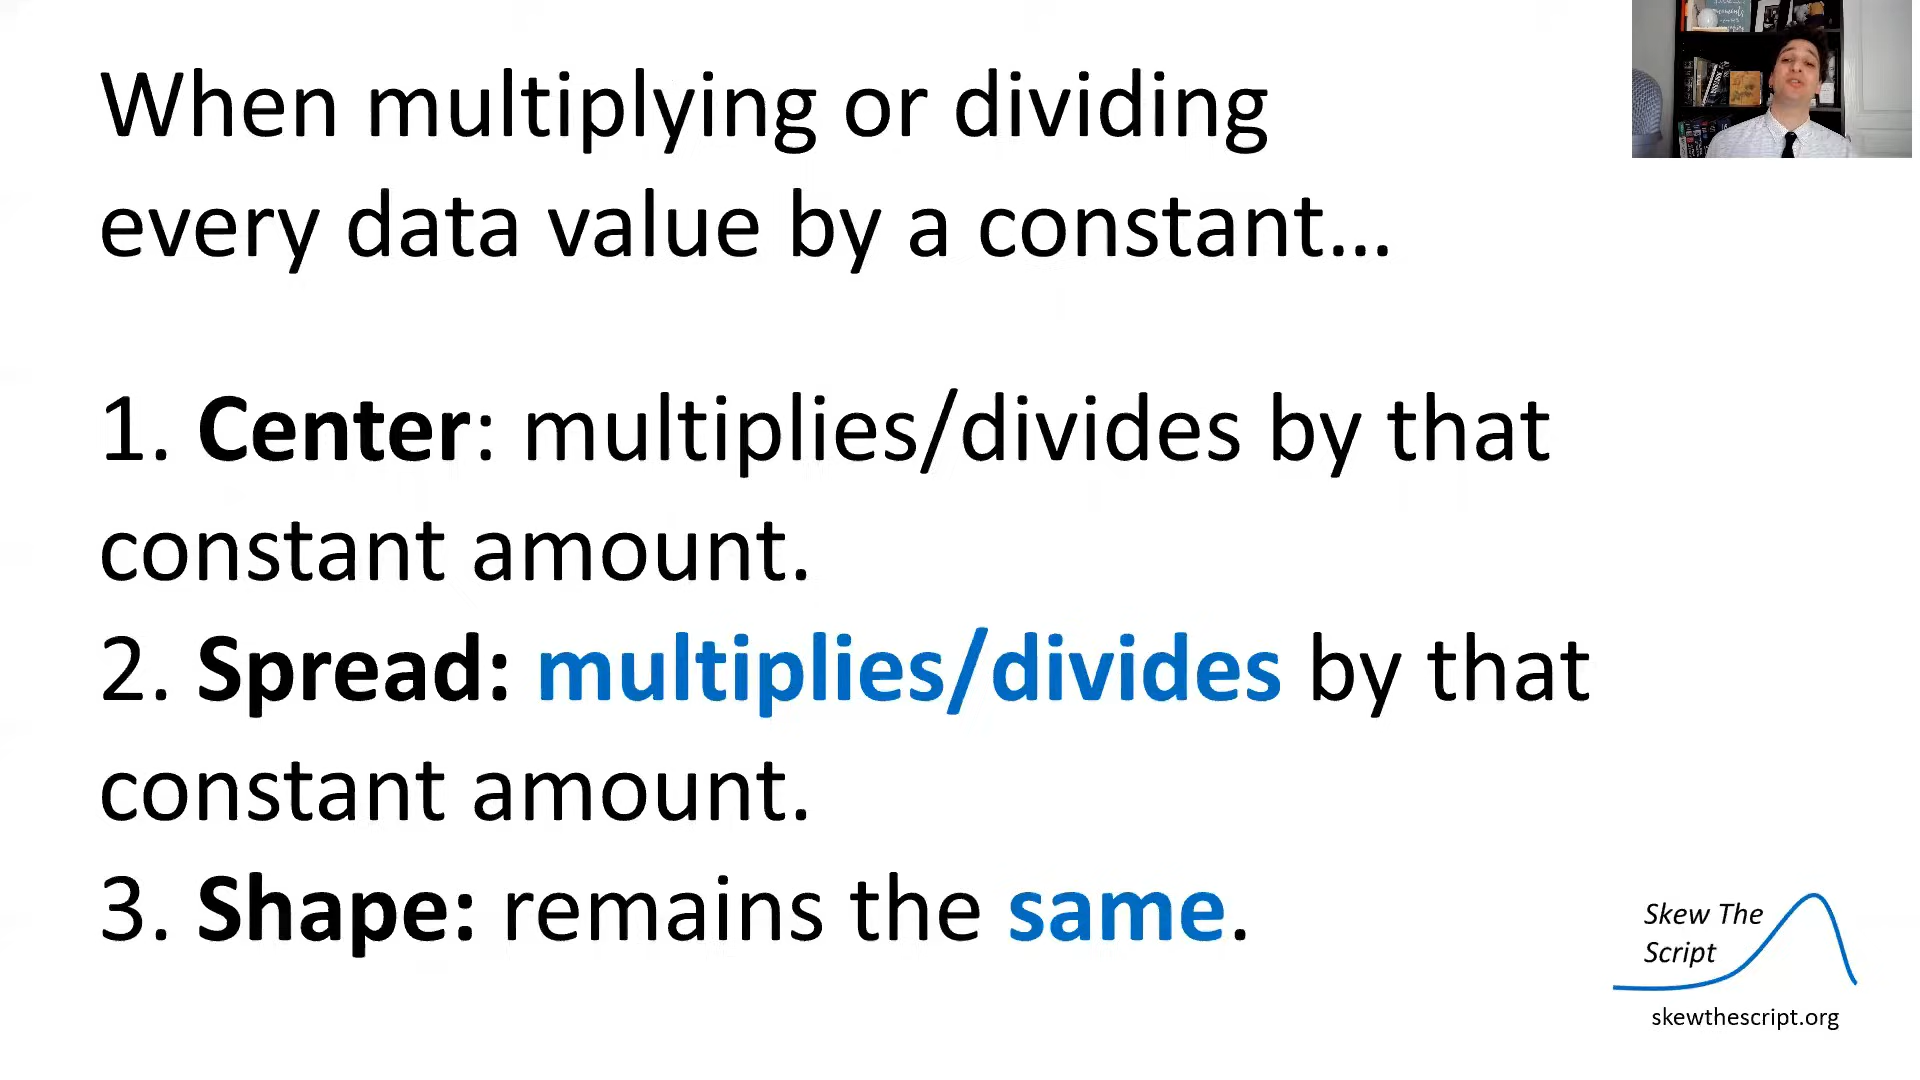 When multiplying or dividing
every data value by a constant...
1. Center: multiplies/divides by that
constant amount.
2. Spread: multiplies/divides by that
constant amount.
3. Shape: remains the same.
Skew The
Script
skewthescript.org